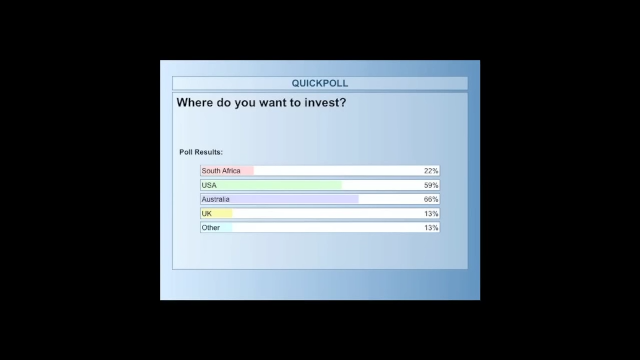 QUICKPOLL
Where do you want to invest?
Poll Results:
South Africa 22%
USA 59%
Australia 66%
UK 13%
Other 13%